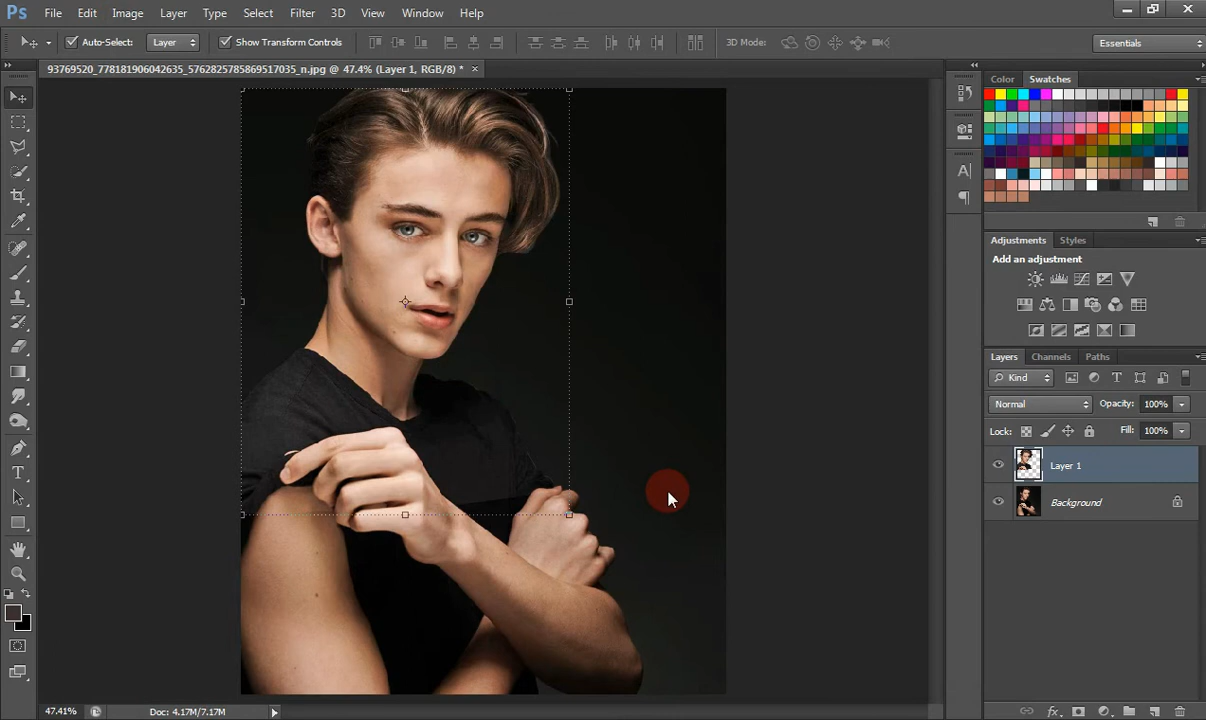 Ps File Edit Image Layer Type Select Filter 3D View Window Help
Auto-Select: Layer Show Transform Controls 3D Mode: Essentials
93769520_778181906042635_5762825785869517035_n.jpg @ 47.4% (Layer 1, RGB/8) *
Color Swatches
Adjustments Styles
Add an adjustment
Layers Channels Paths
Kind
Normal Opacity: 100%
Lock: Fill: 100%
Layer 1
Background
47.41% Doc: 4.17M/7.17M